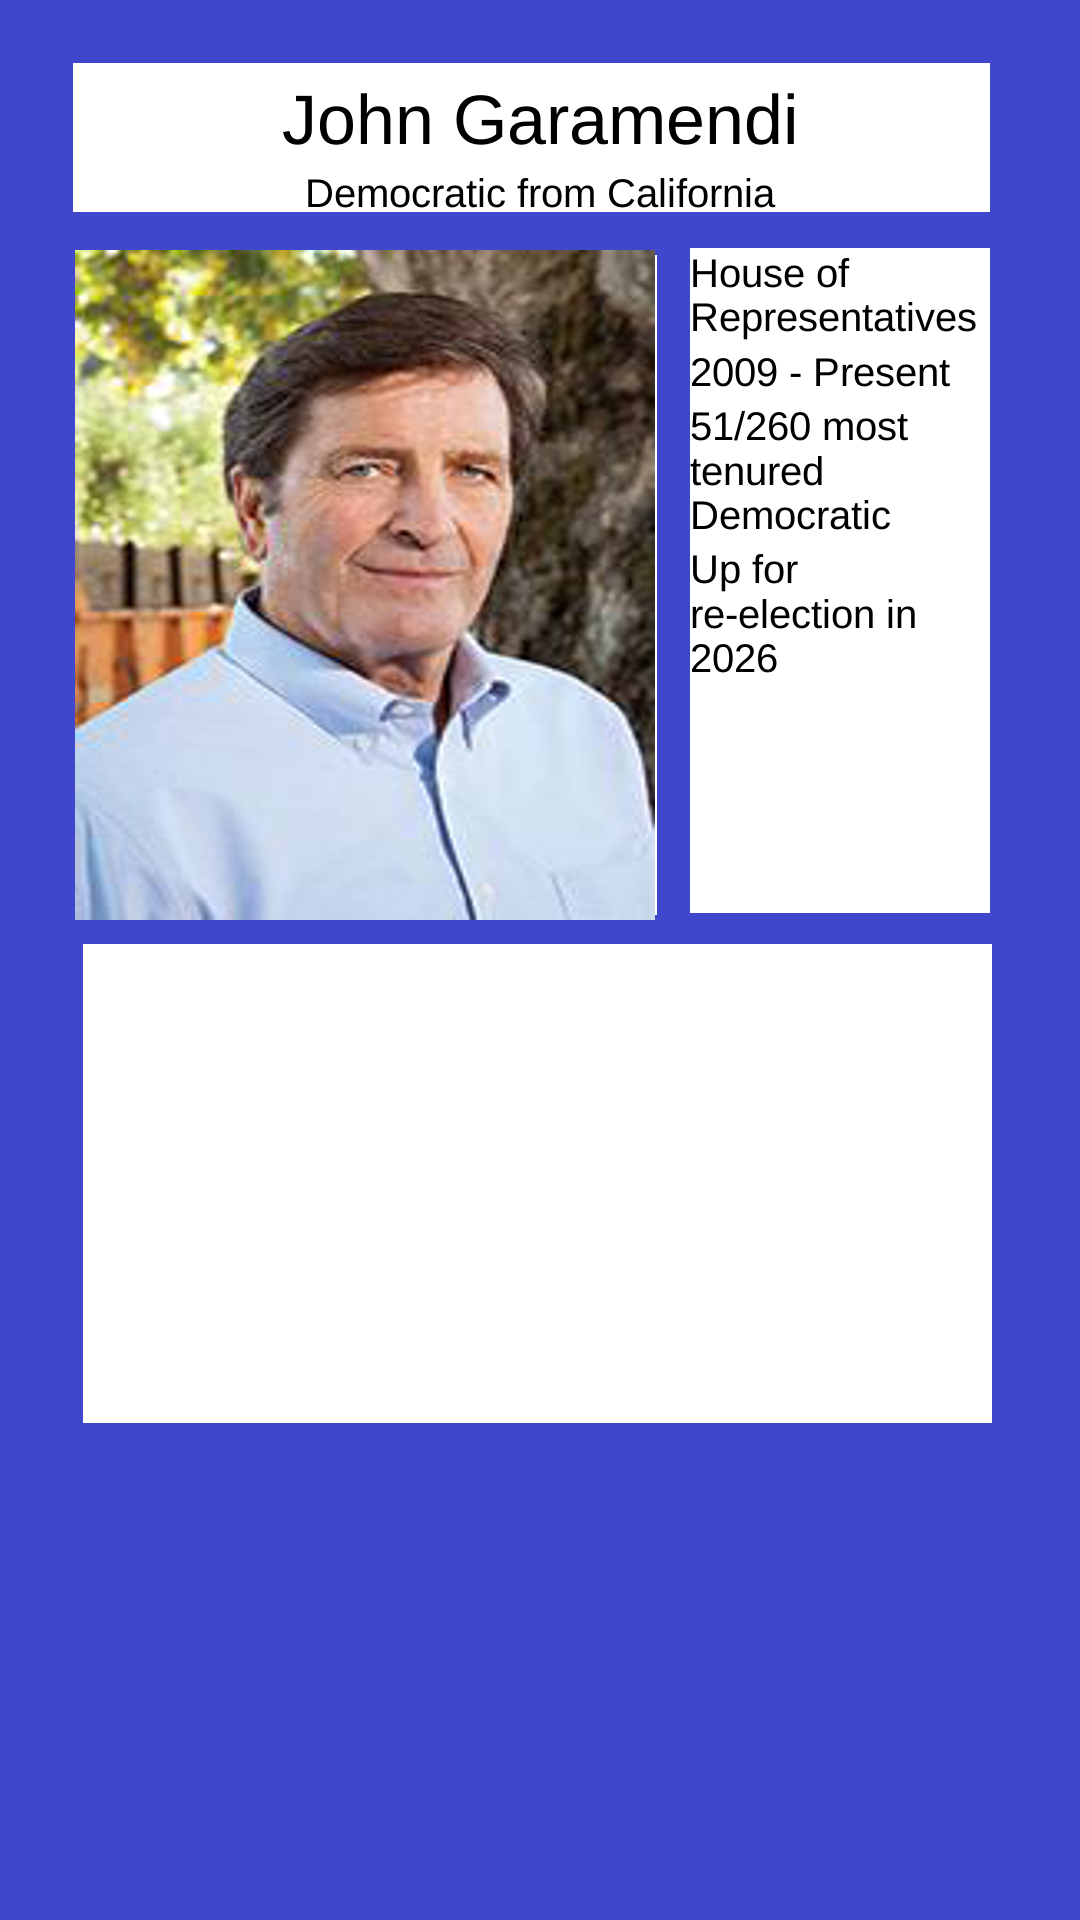 John Garamendi
Democratic from California
House of
Representatives
2009 - Present
51/260 most
tenured
Democratic
Up for
re-election in
2026